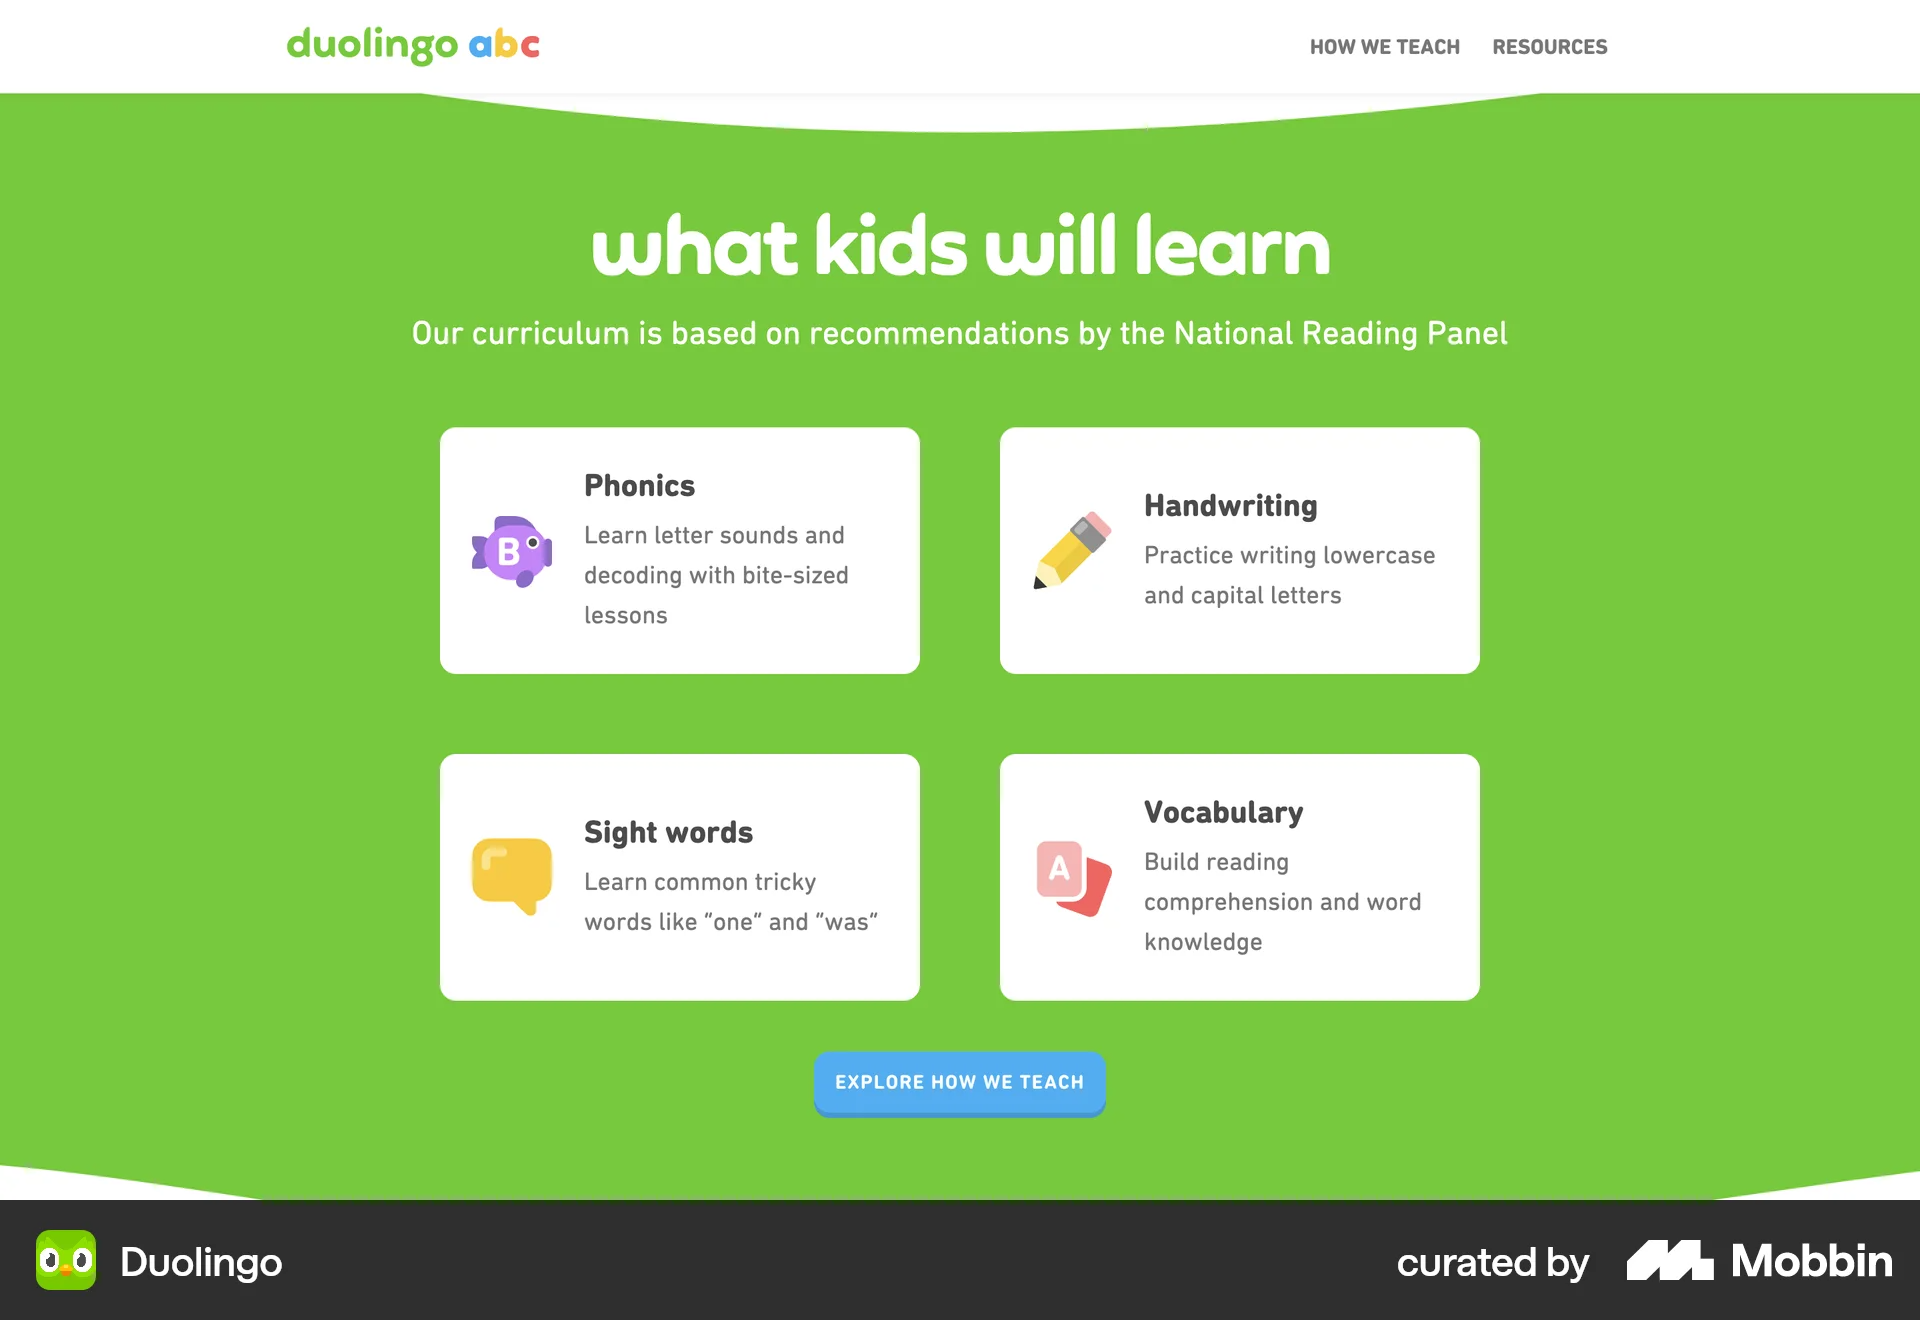 duolingo abc
HOW WE TEACH
RESOURCES
what kids will learn
Our curriculum is based on recommendations by the National Reading Panel
B
Phonics
Learn letter sounds and
decoding with bite-sized
lessons
Handwriting
Practice writing lowercase
and capital letters
Sight words
Learn common tricky
words like “one” and “was”
A
Vocabulary
Build reading
comprehension and word
knowledge
EXPLORE HOW WE TEACH
Duolingo
curated by
Mobbin